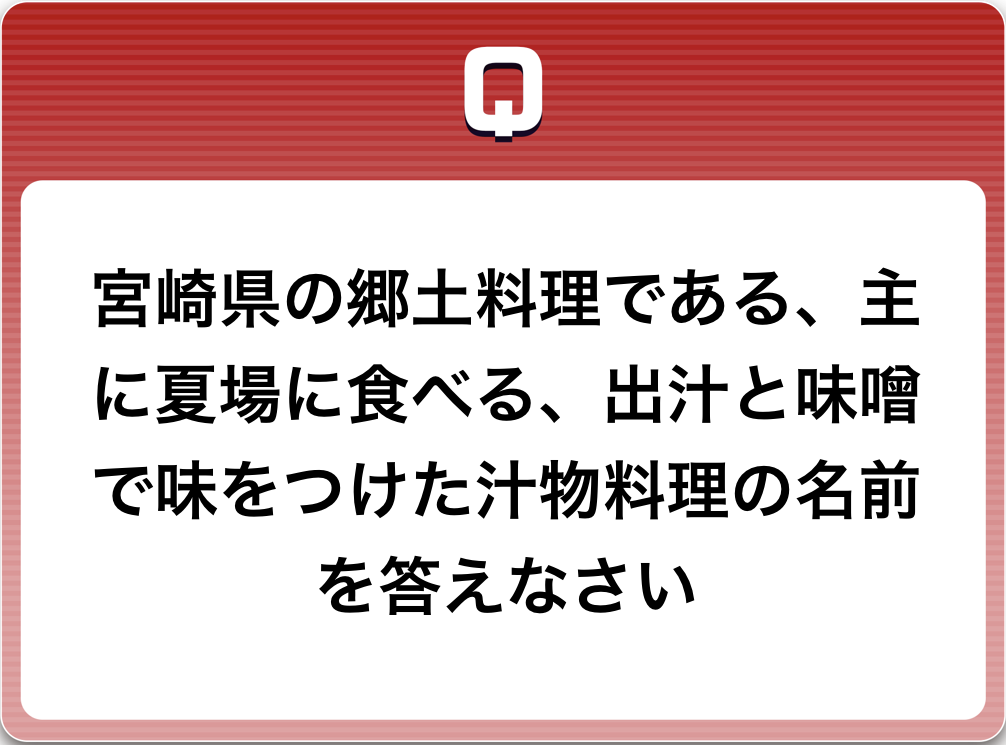 Q
宮崎県の郷土料理である、主
に夏場に食べる、出汁と味噌
で味をつけた汁物料理の名前
を答えなさい